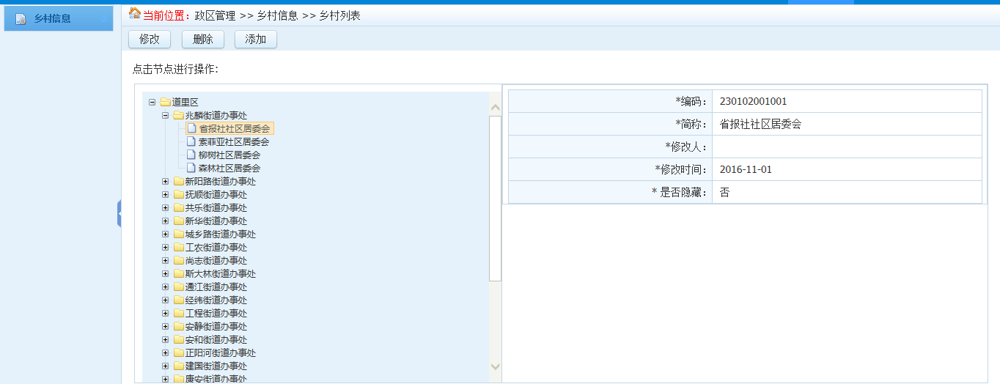 乡村信息
当前位置：政区管理 >> 乡村信息 >> 乡村列表
修改 删除 添加
点击节点进行操作：
道里区
兆麟街道办事处
省报社社区居委会
索菲亚社区居委会
柳树社区居委会
森林社区居委会
新阳路街道办事处
抚顺街道办事处
共乐街道办事处
新华街道办事处
城乡路街道办事处
工农街道办事处
尚志街道办事处
斯大林街道办事处
通江街道办事处
经纬街道办事处
工程街道办事处
安静街道办事处
安和街道办事处
正阳河街道办事处
建国街道办事处
康安街道办事处
*编码： 230102001001
*简称： 省报社社区居委会
*修改人：
*修改时间： 2016-11-01
* 是否隐藏： 否